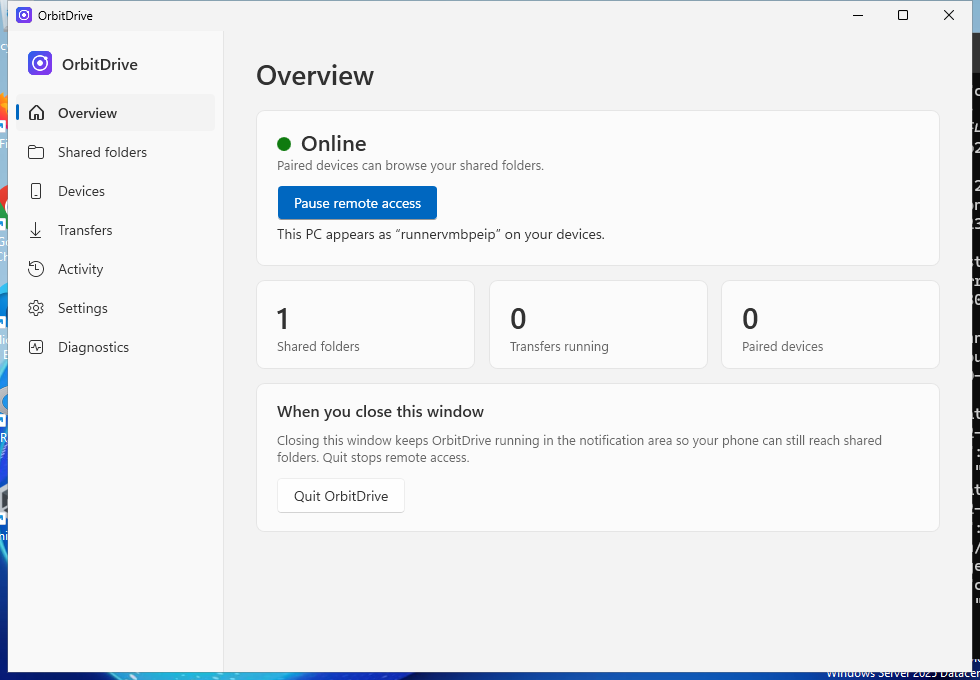 OrbitDrive
OrbitDrive
Overview
Shared folders
Devices
Transfers
Activity
Settings
Diagnostics
Overview
Online
Paired devices can browse your shared folders.
Pause remote access
This PC appears as “runnervmbpeip” on your devices.
1
Shared folders
0
Transfers running
0
Paired devices
When you close this window
Closing this window keeps OrbitDrive running in the notification area so your phone can still reach shared
folders. Quit stops remote access.
Quit OrbitDrive
Windows Server 2025 Datacen